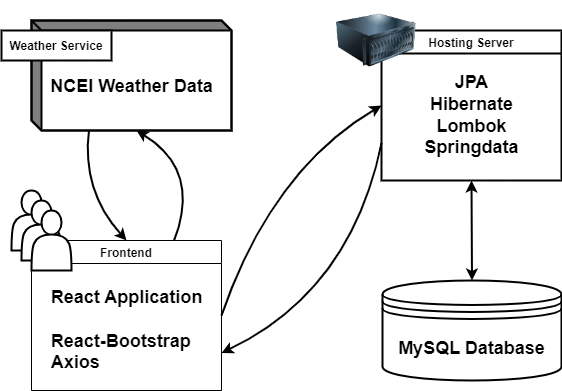 Weather Service
NCEI Weather Data
Hosting Server
JPA
Hibernate
Lombok
Springdata
Frontend
React Application
React-Bootstrap
Axios
MySQL Database